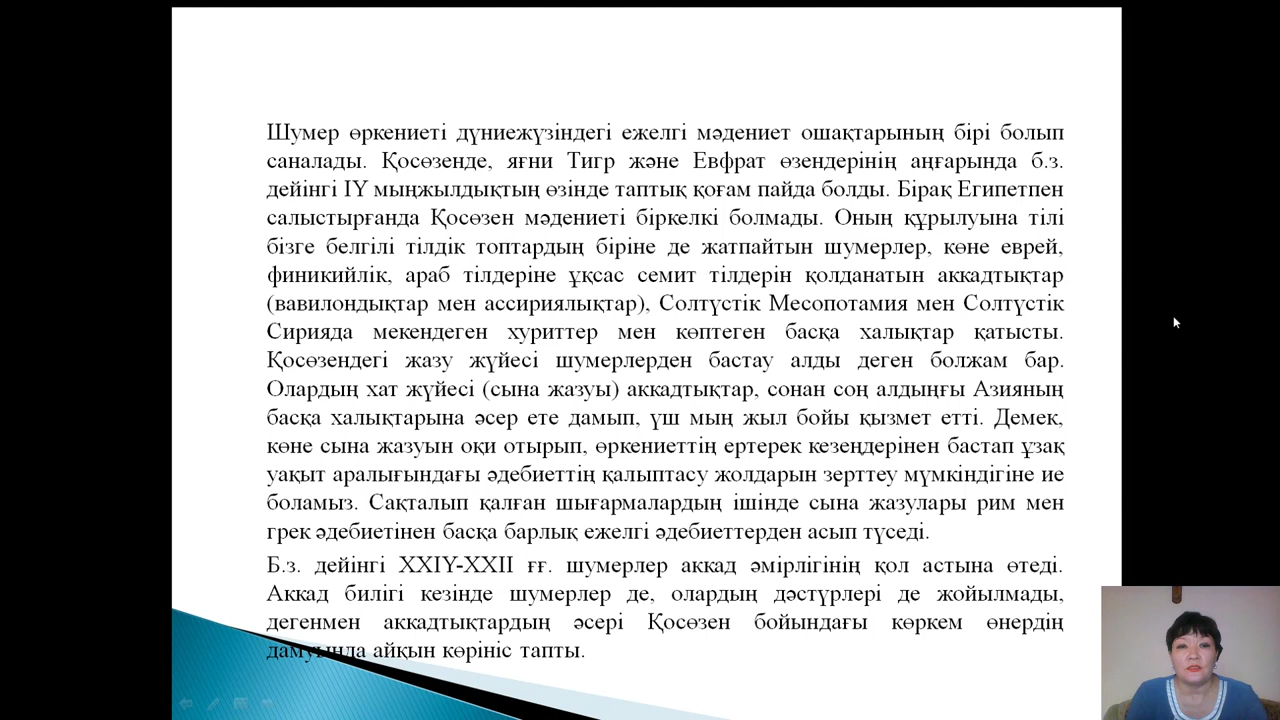 Шумер өркениеті дүниежүзіндегі ежелгі мәдениет ошақтарының бірі болып
саналады. Қосөзенде, яғни Тигр және Евфрат өзендерінің аңғарында б.з.
дейінгі ІҮ мыңжылдықтың өзінде таптық қоғам пайда болды. Бірақ Египетпен
салыстырғанда Қосөзен мәдениеті біркелкі болмады. Оның құрылуына тілі
бізге белгілі тілдік топтардың біріне де жатпайтын шумерлер, көне еврей,
финикийлік, араб тілдеріне ұқсас семит тілдерін қолданатын аккадтықтар
(вавилондықтар мен ассириялықтар), Солтүстік Месопотамия мен Солтүстік
Сирияда мекендеген хуриттер мен көптеген басқа халықтар қатысты.
Қосөзендегі жазу жүйесі шумерлерден бастау алды деген болжам бар.
Олардың хат жүйесі (сына жазуы) аккадтықтар, сонан соң алдыңғы Азияның
басқа халықтарына әсер ете дамып, үш мың жыл бойы қызмет етті. Демек,
көне сына жазуын оқи отырып, өркениеттің ертерек кезеңдерінен бастап ұзақ
уақыт аралығындағы әдебиеттің қалыптасу жолдарын зерттеу мүмкіндігіне ие
боламыз. Сақталып қалған шығармалардың ішінде сына жазулары рим мен
грек әдебиетінен басқа барлық ежелгі әдебиеттерден асып түседі.
Б.з. дейінгі ХХІҮ-ХХІІ ғғ. шумерлер аккад әмірлігінің қол астына өтеді.
Аккад билігі кезінде шумерлер де, олардың дәстүрлері де жойылмады,
дегенмен аккадтықтардың әсері Қосөзен бойындағы көркем өнердің
дамуында айқын көрініс тапты.